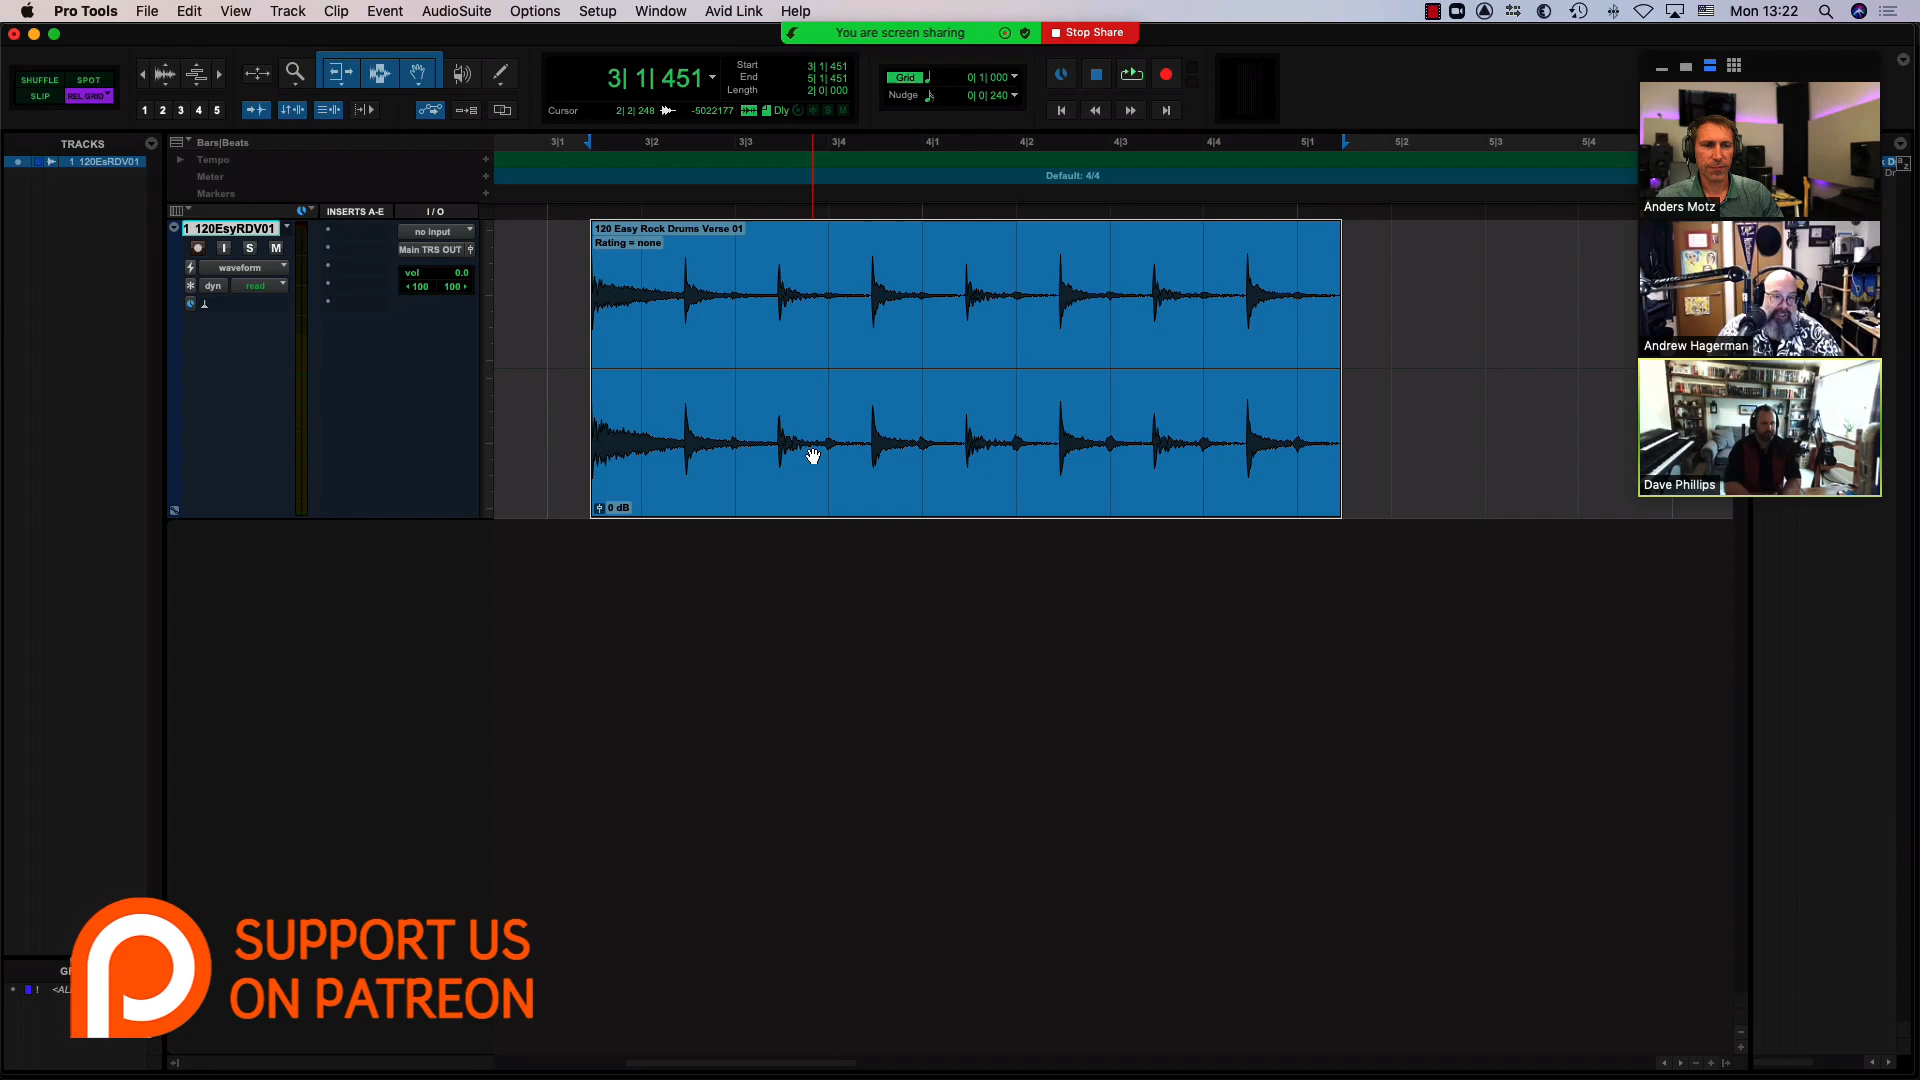 Pro Tools File Edit View Track Clip Event AudioSuite Options Setup Window Avid Link Help Mon 13:22
You are screen sharing Stop Share
SHUFFLE SPOT
SLIP REL GRID
1 2 3 4 5
3| 1| 451
Start 3| 1| 451
End 5| 1| 451
Length 2| 0| 000
Cursor 2| 2| 248 -5022177 Dly S M
Grid 0| 1| 000
Nudge 0| 0| 240
TRACKS
1 120EsRDV01
Bars|Beats
Tempo
Meter
Markers
3|1 3|2 3|3 3|4 4|1 4|2 4|3 4|4 5|1 5|2 5|3 5|4
Default: 4/4
INSERTS A-E I / O
1 120EsyRDV01
I S M
waveform
dyn read
no input
Main TRS OUT
vol 0.0
100 100
120 Easy Rock Drums Verse 01
Rating = none
0 dB
Anders Motz
Andrew Hagerman
Dave Phillips
SUPPORT US
ON PATREON